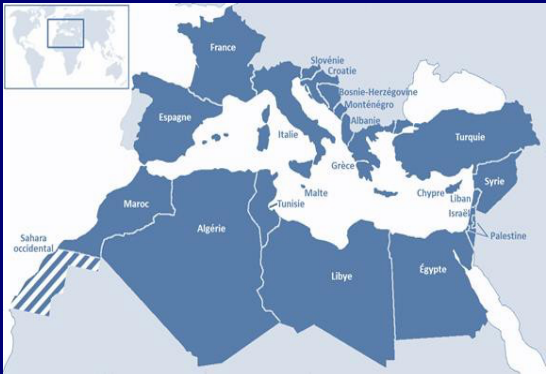 France
Slovénie
Croatie
Bosnie-Herzégovine
Monténégro
Albanie
Espagne
Italie
Turquie
Grèce
Chypre
Syrie
Malte
Liban
Maroc
Tunisie
Israël
Algérie
Palestine
Sahara
occidental
Libye
Égypte